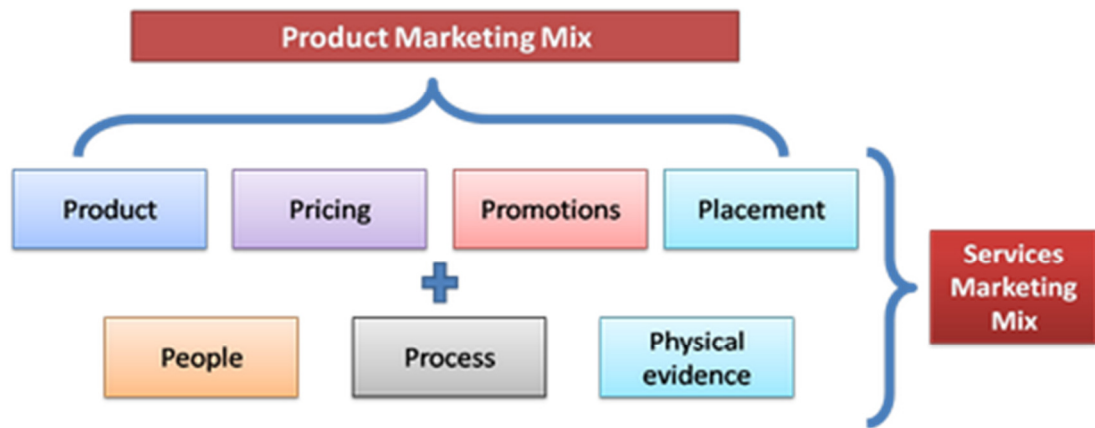 Product Marketing Mix
Product
Pricing
Promotions
Placement
Services
Marketing
Mix
People
Process
Physical
evidence